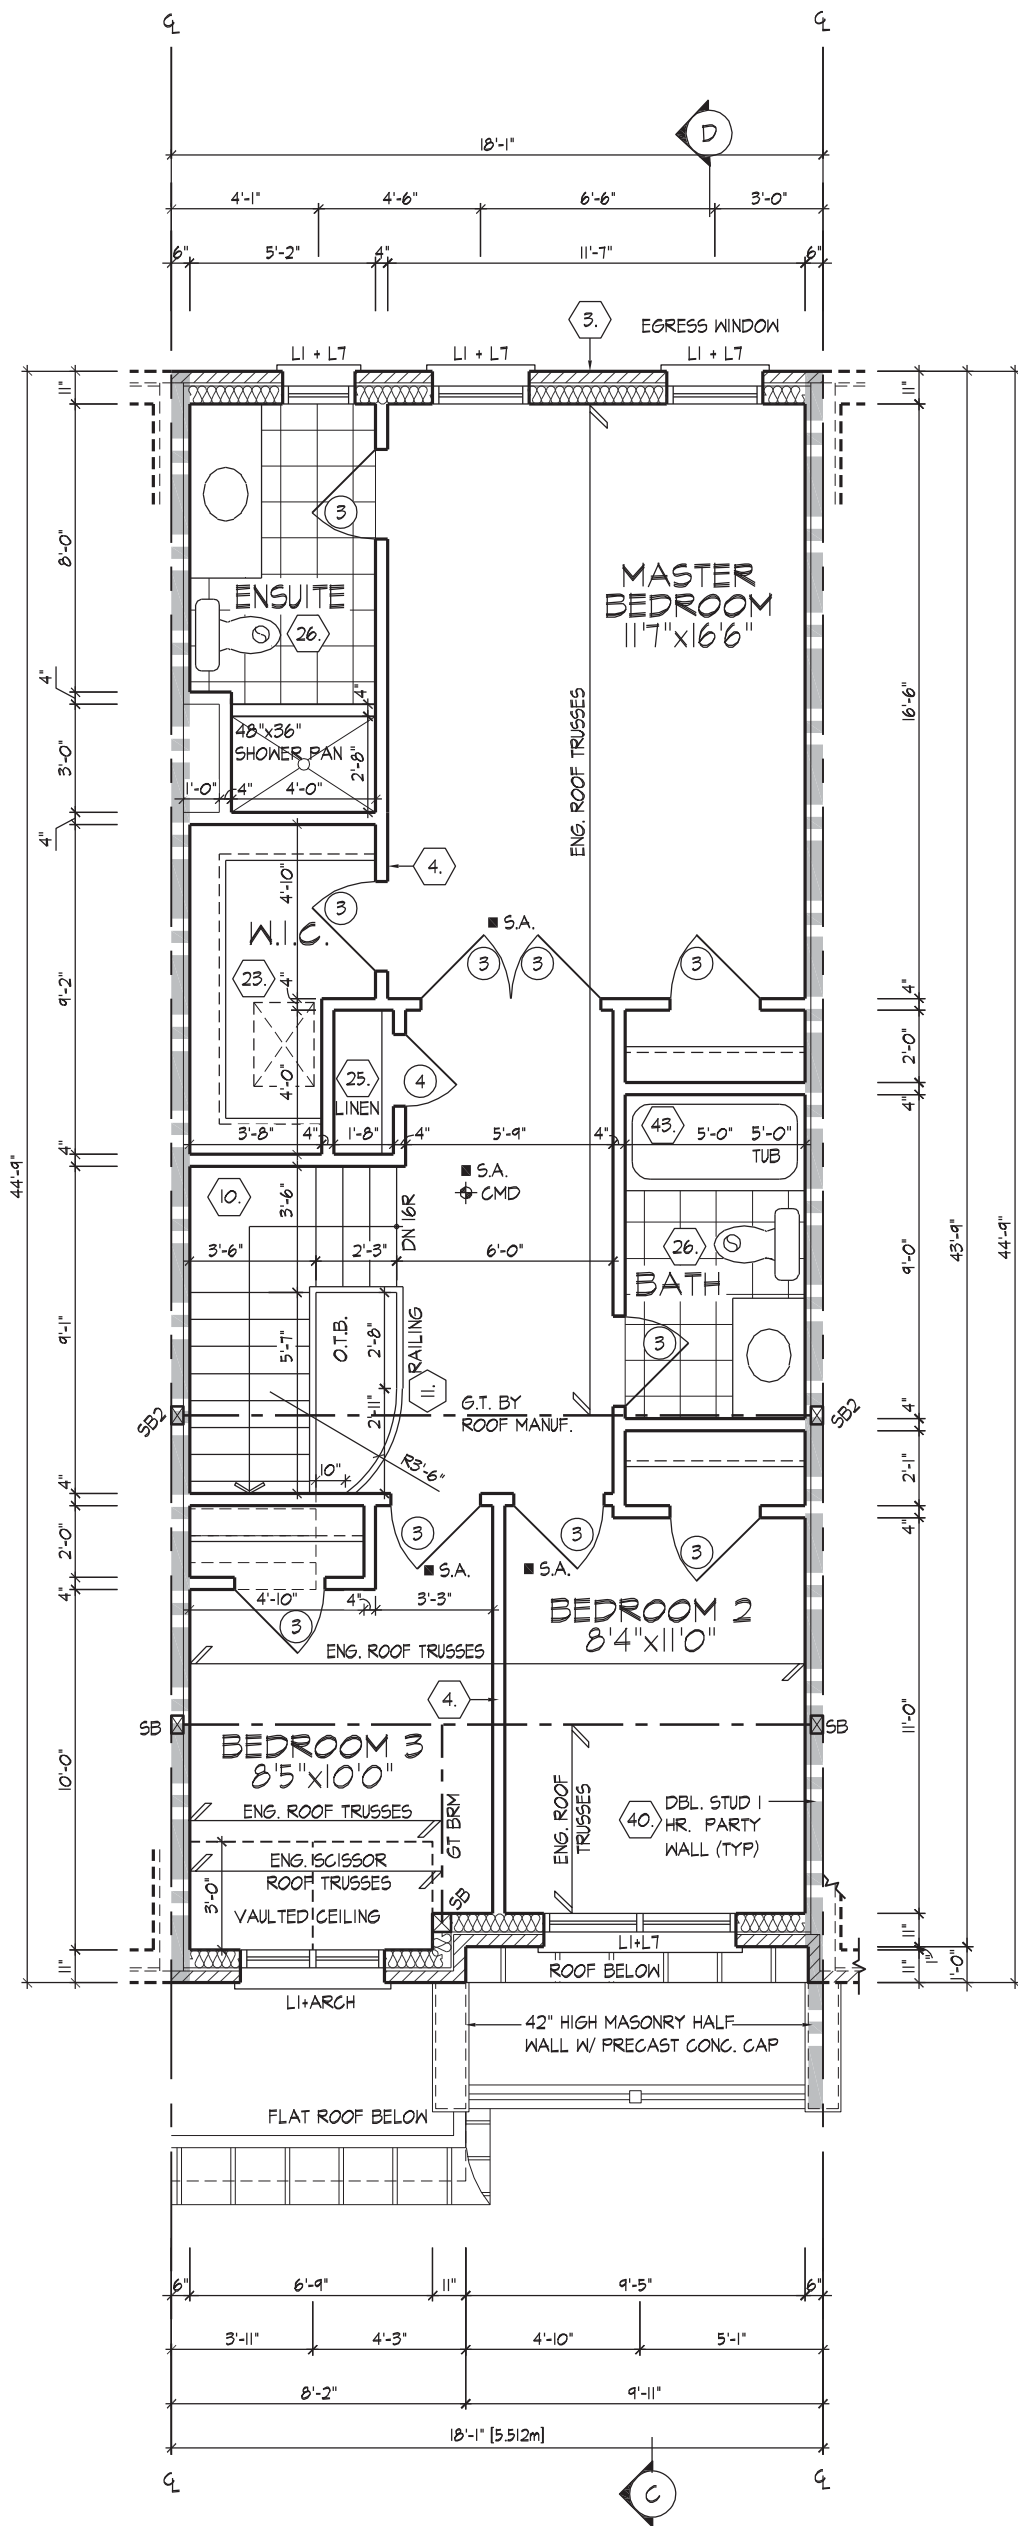 ℄ ℄
D
18'-1"
4'-1" 4'-6" 6'-6" 3'-0"
6" 5'-2" 4" 11'-7" 6"
3. EGRESS WINDOW
L1 + L7 L1 + L7 L1 + L7
11" 11"
3
8'-0"
ENSUITE
26.
MASTER
BEDROOM
11'7"x16'6"
4" 4"
ENG. ROOF TRUSSES
16'-6"
3'-0"
48"x36"
SHOWER PAN
2'-8"
1'-0" 4" 4'-0"
4"
4.
4'-10"
3
W.I.C.
S.A.
3 3 3
23.
9'-2"
4" 4"
25.
LINEN
4
4'-0"
2'-0"
4"
43.
3'-8" 4" 1'-8" 4" 5'-9" 4" 5'-0" 5'-0"
TUB
4"
44'-9"
S.A.
CMD
10.
3'-6"
DN 16R
26.
3'-6" 2'-3" 6'-0"
9'-0"
43'-9"
44'-9"
BATH
9'-1"
5'-7"
O.T.B.
2'-8"
RAILING
3
11.
2'-11"
G.T. BY
ROOF MANUF.
SB2 SB2
4"
10"
R3'-6"
2'-1"
4" 4"
3 3 3
2'-0"
S.A. S.A.
4"
4'-10" 4" 3'-3"
3
BEDROOM 2
8'4"x11'0"
ENG. ROOF TRUSSES
4.
SB SB
11'-0"
BEDROOM 3
8'5"x10'0"
10'-0"
ENG. ROOF TRUSSES
GT BRM
ENG. ROOF
TRUSSES
40.
DBL. STUD 1
HR. PARTY
WALL (TYP)
ENG. SCISSOR
ROOF TRUSSES
3'-0"
VAULTED CEILING
SB
11"
L1+L7
11" 11" 1" 1'-0"
ROOF BELOW
L1+ARCH
42" HIGH MASONRY HALF
WALL W/ PRECAST CONC. CAP
FLAT ROOF BELOW
6" 6'-9" 11" 9'-5" 6"
3'-11" 4'-3" 4'-10" 5'-1"
8'-2" 9'-11"
18'-1" [5.512m]
℄ C ℄